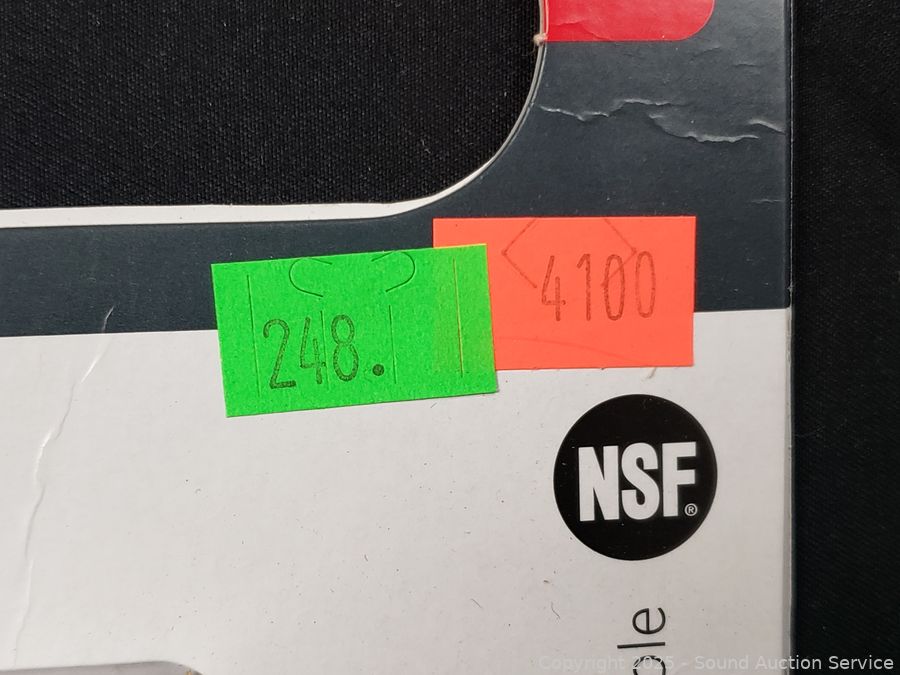 4100
248.
NSF®
Copyright 2025 - Sound Auction Service